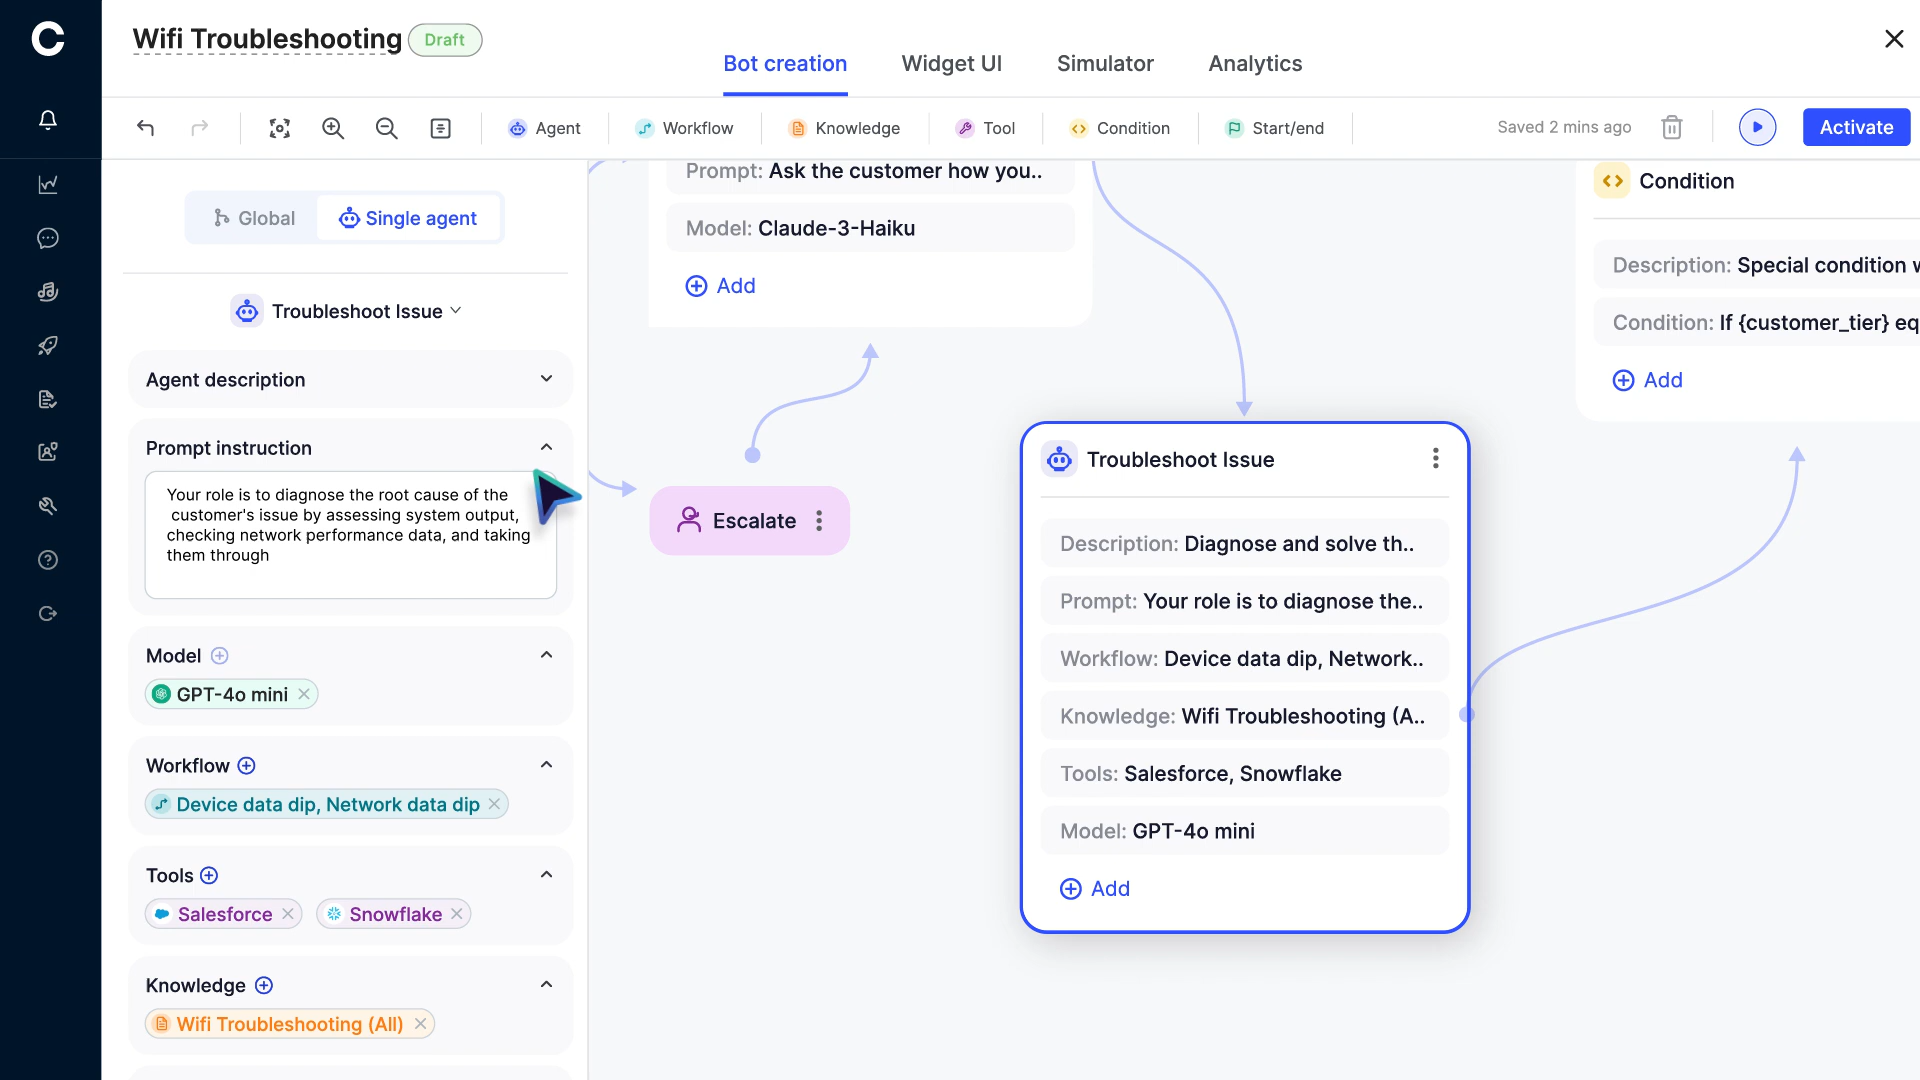 Wifi Troubleshooting
Draft
Bot creation
Widget UI
Simulator
Analytics
Agent
Workflow
Knowledge
Tool
Condition
Start/end
Saved 2 mins ago
Activate
Global
Single agent
Troubleshoot Issue
Agent description
Prompt instruction
Your role is to diagnose the root cause of the
customer's issue by assessing system output,
checking network performance data, and taking
them through
Model
GPT-4o mini
Workflow
Device data dip, Network data dip
Tools
Salesforce
Snowflake
Knowledge
Wifi Troubleshooting (All)
Prompt: Ask the customer how you..
Model: Claude-3-Haiku
Add
Escalate
Troubleshoot Issue
Description: Diagnose and solve th..
Prompt: Your role is to diagnose the..
Workflow: Device data dip, Network..
Knowledge: Wifi Troubleshooting (A..
Tools: Salesforce, Snowflake
Model: GPT-4o mini
Add
Condition
Description: Special condition
Condition: If {customer_tier} eq
Add